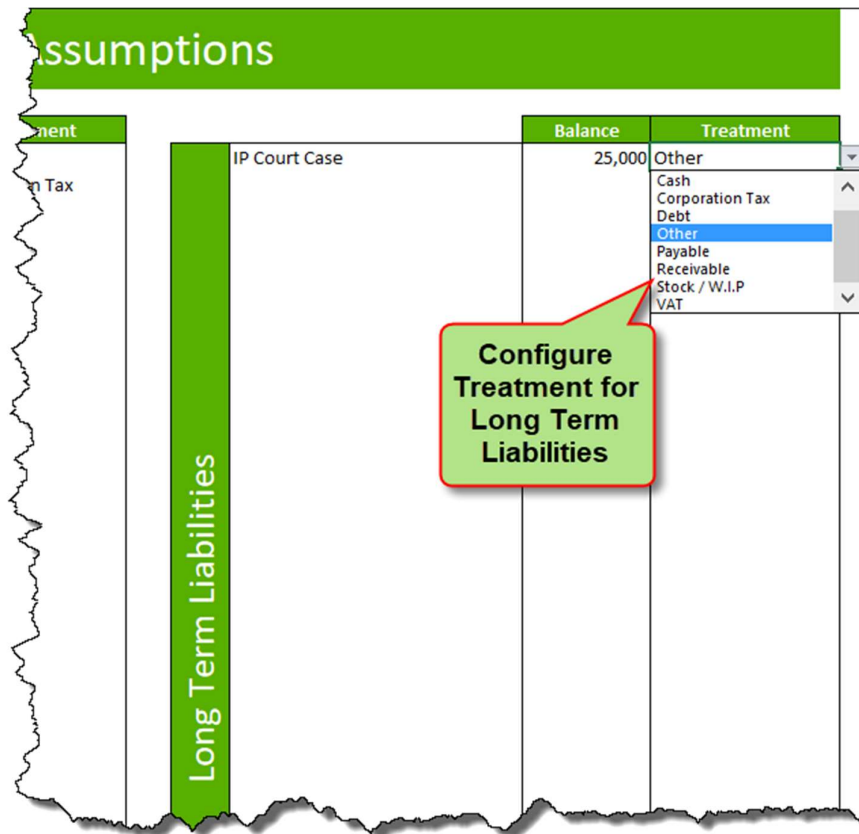 Assumptions
Balance
Treatment
IP Court Case
25,000
Other
Tax
Cash
Corporation Tax
Debt
Other
Payable
Receivable
Stock / W.I.P
VAT
Configure
Treatment for
Long Term
Liabilities
Long Term Liabilities